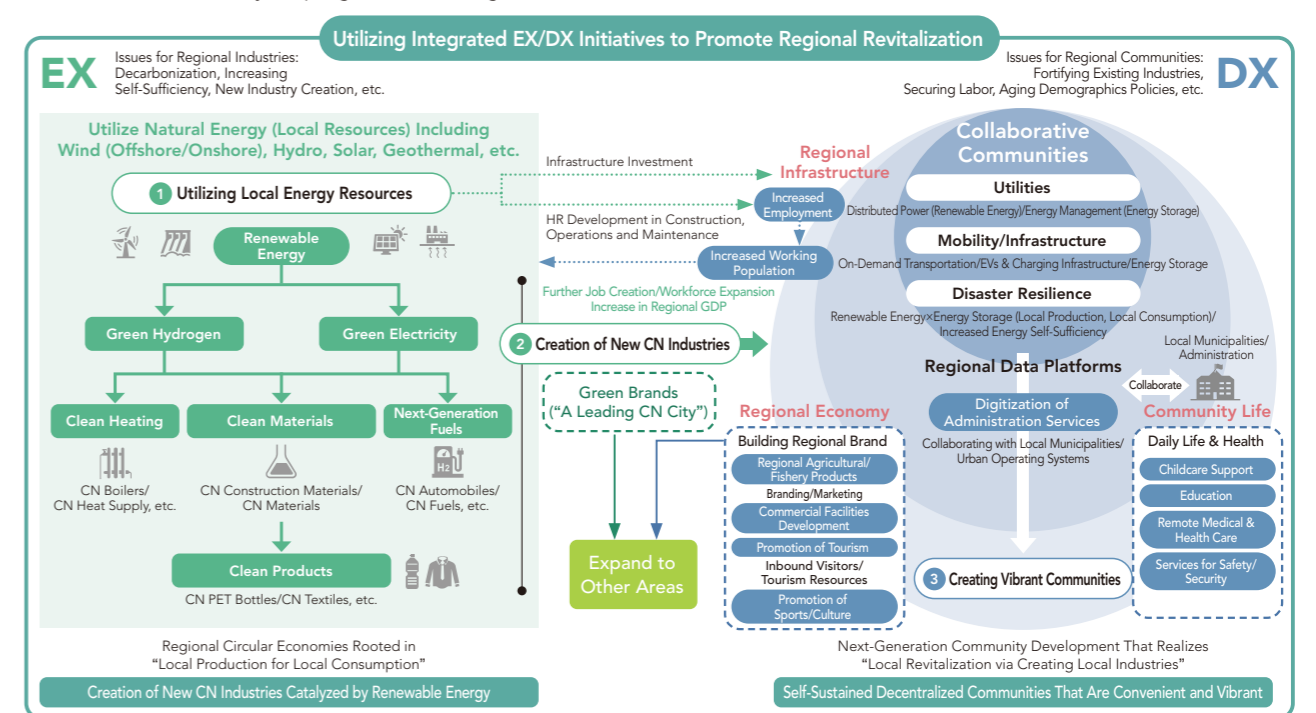 Utilizing Integrated EX/DX Initiatives to Promote Regional Revitalization
EX
Issues for Regional Industries:
Decarbonization, Increasing
Self-Sufficiency, New Industry Creation, etc.
Issues for Regional Communities:
Fortifying Existing Industries,
Securing Labor, Aging Demographics Policies, etc.
DX
Utilize Natural Energy (Local Resources) Including
Wind (Offshore/Onshore), Hydro, Solar, Geothermal, etc.
1 Utilizing Local Energy Resources
Renewable
Energy
Green Hydrogen
Green Electricity
Clean Heating
Clean Materials
Next-Generation
Fuels
H2
CN Boilers/
CN Heat Supply, etc.
CN Construction Materials/
CN Materials
CN Automobiles/
CN Fuels, etc.
Clean Products
CN PET Bottles/CN Textiles, etc.
Regional Circular Economies Rooted in
“Local Production for Local Consumption”
Creation of New CN Industries Catalyzed by Renewable Energy
Infrastructure Investment
HR Development in Construction,
Operations and Maintenance
Regional
Infrastructure
Increased
Employment
Increased Working
Population
Further Job Creation/Workforce Expansion
Increase in Regional GDP
2 Creation of New CN Industries
Green Brands
(“A Leading CN City”)
Expand to
Other Areas
Regional Economy
Building Regional Brand
Regional Agricultural/
Fishery Products
Branding/Marketing
Commercial Facilities
Development
Promotion of Tourism
Inbound Visitors/
Tourism Resources
Promotion of
Sports/Culture
Collaborative
Communities
Utilities
Distributed Power (Renewable Energy)/Energy Management (Energy Storage)
Mobility/Infrastructure
On-Demand Transportation/EVs & Charging Infrastructure/Energy Storage
Disaster Resilience
Renewable Energy×Energy Storage (Local Production, Local Consumption)/
Increased Energy Self-Sufficiency
Regional Data Platforms
Local Municipalities/
Administration
Collaborate
Digitization of
Administration Services
Collaborating with Local Municipalities/
Urban Operating Systems
3 Creating Vibrant Communities
Community Life
Daily Life & Health
Childcare Support
Education
Remote Medical &
Health Care
Services for Safety/
Security
Next-Generation Community Development That Realizes
“Local Revitalization via Creating Local Industries”
Self-Sustained Decentralized Communities That Are Convenient and Vibrant